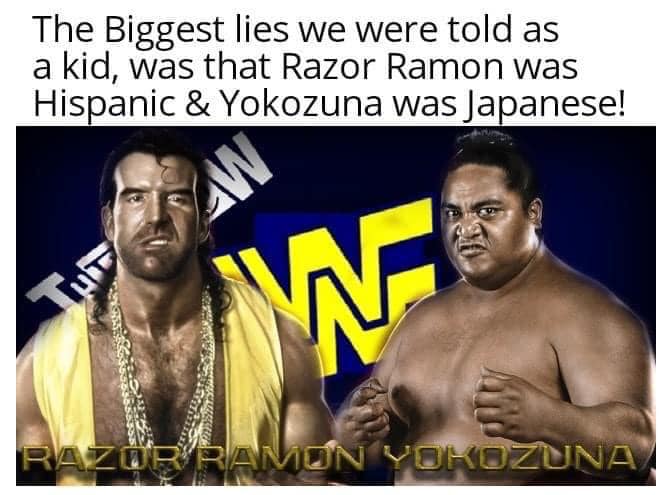 The Biggest lies we were told as
a kid, was that Razor Ramon was
Hispanic & Yokozuna was Japanese!
WF
RAZOR RAMON YOKOZUNA